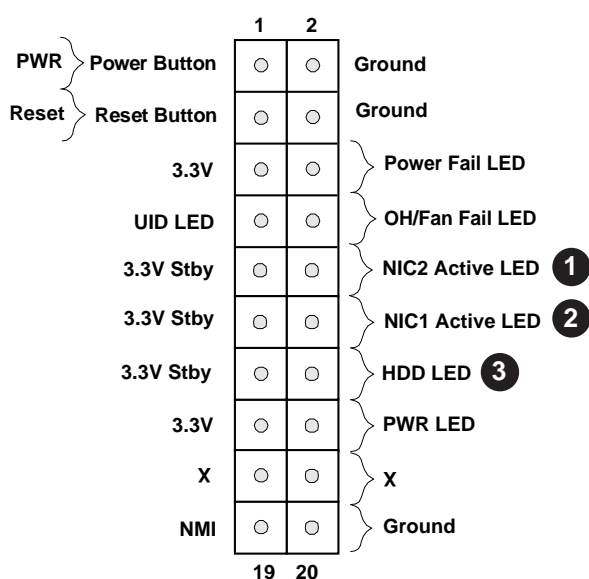 1 2
PWR Power Button Ground
Reset Reset Button Ground
3.3V Power Fail LED
UID LED OH/Fan Fail LED
3.3V Stby NIC2 Active LED 1
3.3V Stby NIC1 Active LED 2
3.3V Stby HDD LED 3
3.3V PWR LED
X X
NMI Ground
19 20